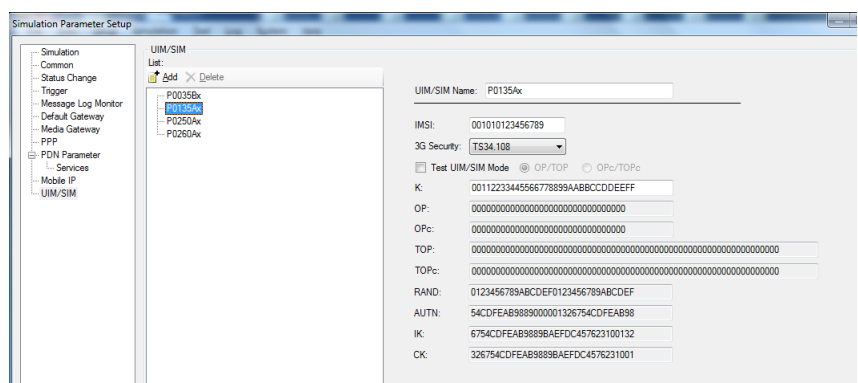 Simulation Parameter Setup
Simulation
Common
Status Change
Trigger
Message Log Monitor
Default Gateway
Media Gateway
PPP
PDN Parameter
Services
Mobile IP
UIM/SIM
UIM/SIM
List:
Add Delete
P0035Bx
P0135Ax
P0250Ax
P0260Ax
UIM/SIM Name: P0135Ax
IMSI: 001010123456789
3G Security: TS34.108
Test UIM/SIM Mode OP/TOP OPc/TOPc
K: 00112233445566778899AABBCCDDEEFF
OP: 00000000000000000000000000000000
OPc: 00000000000000000000000000000000
TOP: 0000000000000000000000000000000000000000000000000000000000000000
TOPc: 0000000000000000000000000000000000000000000000000000000000000000
RAND: 0123456789ABCDEF0123456789ABCDEF
AUTN: 54CDFEAB9889000001326754CDFEAB98
IK: 6754CDFEAB9889BAEFDC457623100132
CK: 326754CDFEAB9889BAEFDC4576231001